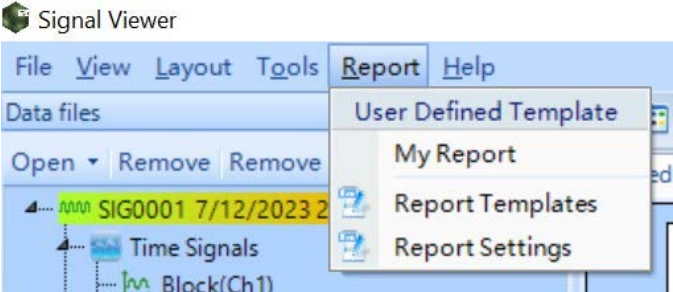 Signal Viewer
File View Layout Tools Report Help
Data files
User Defined Template
Open Remove Remove
My Report
SIG0001 7/12/2023 2
Report Templates
Time Signals
Report Settings
Block(Ch1)